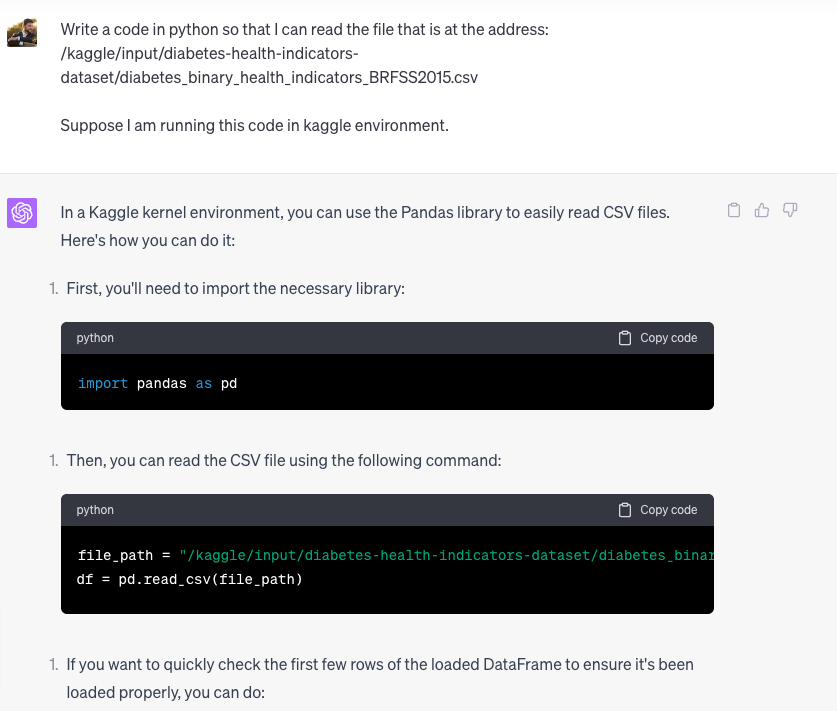 Write a code in python so that I can read the file that is at the address:
/kaggle/input/diabetes-health-indicators-
dataset/diabetes_binary_health_indicators_BRFSS2015.csv
Suppose I am running this code in kaggle environment.
In a Kaggle kernel environment, you can use the Pandas library to easily read CSV files.
Here's how you can do it:
1. First, you'll need to import the necessary library:
python Copy code
import pandas as pd
1. Then, you can read the CSV file using the following command:
python Copy code
file_path = "/kaggle/input/diabetes-health-indicators-dataset/diabetes_binar
df = pd.read_csv(file_path)
1. If you want to quickly check the first few rows of the loaded DataFrame to ensure it's been
loaded properly, you can do: